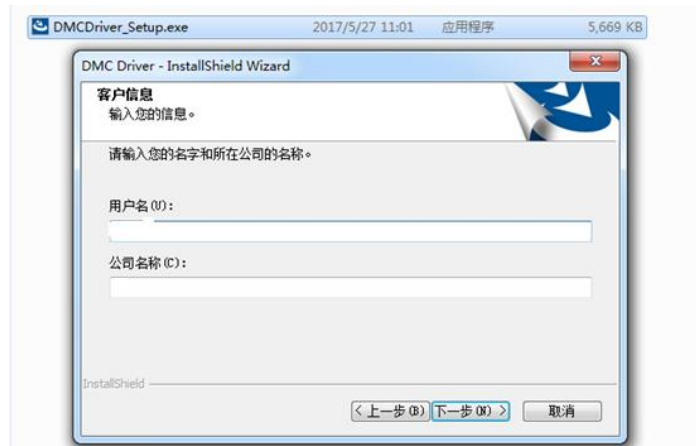 DMCDriver_Setup.exe 2017/5/27 11:01 应用程序 5,669 KB
DMC Driver - InstallShield Wizard
客户信息
输入您的信息。
请输入您的名字和所在公司的名称。
用户名(U):
公司名称(C):
InstallShield
< 上一步(B) 下一步(N) > 取消